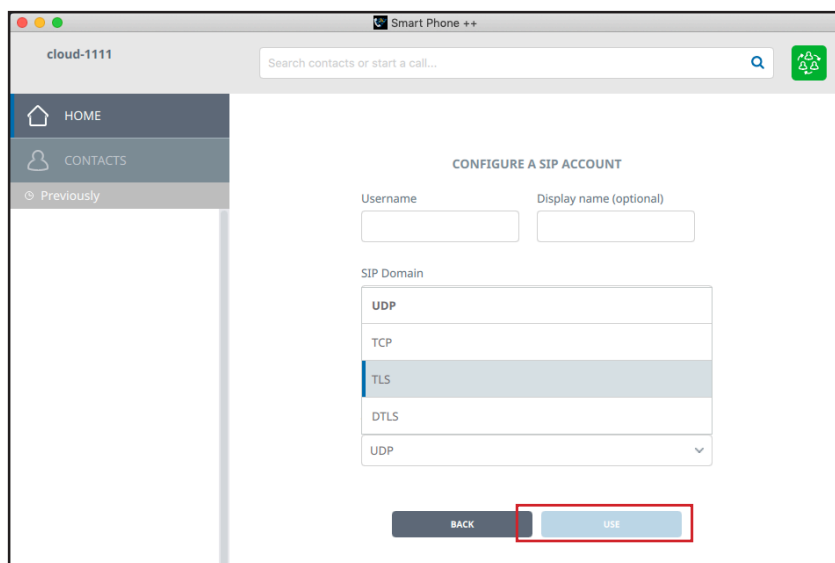 Smart Phone ++
cloud-1111
Search contacts or start a call...
HOME
CONTACTS
Previously
CONFIGURE A SIP ACCOUNT
Username Display name (optional)
SIP Domain
UDP
TCP
TLS
DTLS
UDP
BACK USE